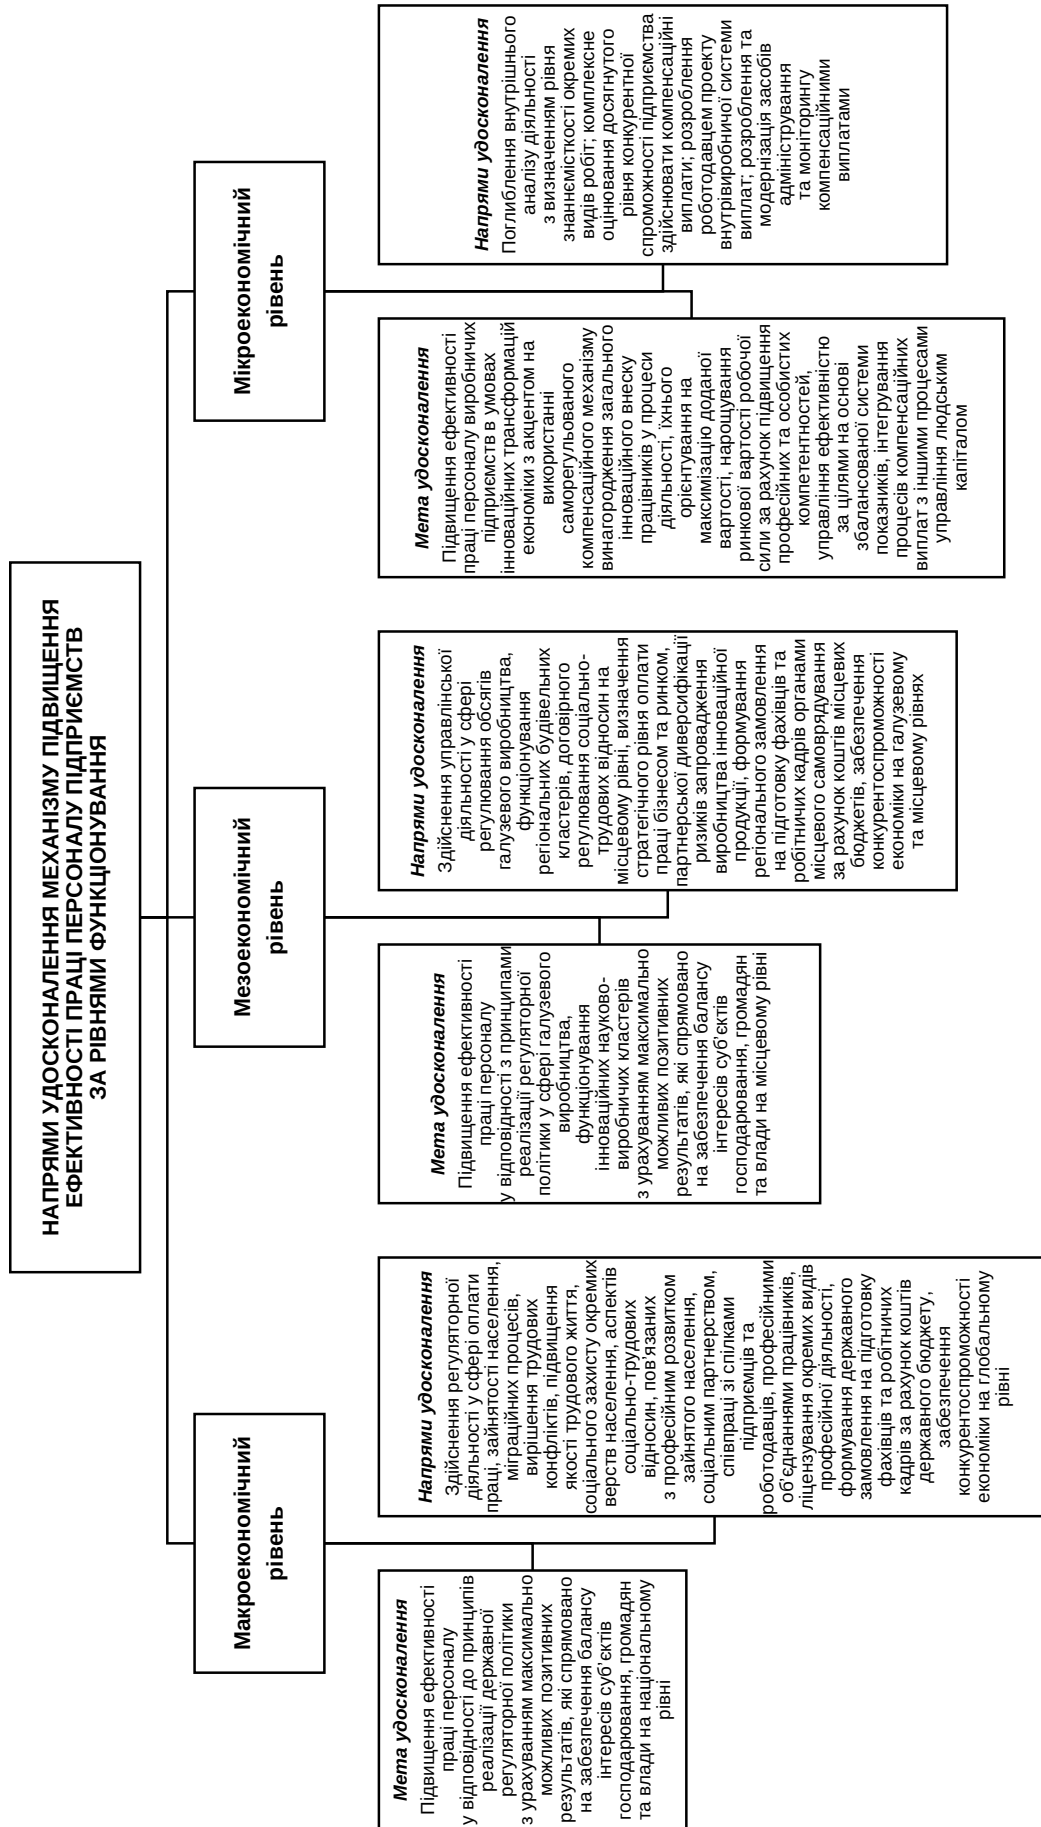 НАПРЯМИ УДОСКОНАЛЕННЯ МЕХАНІЗМУ ПІДВИЩЕННЯ
ЕФЕКТИВНОСТІ ПРАЦІ ПЕРСОНАЛУ ПІДПРИЄМСТВ
ЗА РІВНЯМИ ФУНКЦІОНУВАННЯ
Макроекономічний
рівень
Мета удосконалення
Підвищення ефективності
праці персоналу
у відповідності до принципів
реалізації державної
регуляторної політики
з урахуванням максимально
можливих позитивних
результатів, які спрямовано
на забезпечення балансу
інтересів суб'єктів
господарювання, громадян
та влади на національному
рівні
Напрями удосконалення
Здійснення регуляторної
діяльності у сфері оплати
праці, зайнятості населення,
міграційних процесів,
вирішення трудових
конфліктів, підвищення
якості трудового життя,
соціального захисту окремих
верств населення, аспектів
соціально-трудових
відносин, пов'язаних
з професійним розвитком
зайнятого населення,
соціальним партнерством,
співпраці зі спілками
підприємців та
роботодавців, професійними
об'єднаннями працівників,
ліцензування окремих видів
професійної діяльності,
формування державного
замовлення на підготовку
фахівців та робітничих
кадрів за рахунок коштів
державного бюджету,
забезпечення
конкурентоспроможності
економіки на глобальному
рівні
Мезоекономічний
рівень
Мета удосконалення
Підвищення ефективності
праці персоналу
у відповідності з принципами
реалізації регуляторної
політики у сфері галузевого
виробництва,
функціонування
інноваційних науково-
виробничих кластерів
з урахуванням максимально
можливих позитивних
результатів, які спрямовано
на забезпечення балансу
інтересів суб'єктів
господарювання, громадян
та влади на місцевому рівні
Напрями удосконалення
Здійснення управлінської
діяльності у сфері
регулювання обсягів
галузевого виробництва,
функціонування
регіональних будівельних
кластерів, договірного
регулювання соціально-
трудових відносин на
місцевому рівні, визначення
стратегічного рівня оплати
праці бізнесом та ринком,
партнерської диверсифікації
ризиків запровадження
виробництва інноваційної
продукції, формування
регіонального замовлення
на підготовку фахівців та
робітничих кадрів органами
місцевого самоврядування
за рахунок коштів місцевих
бюджетів, забезпечення
конкурентоспроможності
економіки на галузевому
та місцевому рівнях
Мікроекономічний
рівень
Мета удосконалення
Підвищення ефективності
праці персоналу виробничих
підприємств в умовах
інноваційних трансформацій
економіки з акцентом на
використанні
саморегульованого
компенсаційного механізму
винагородження загального
інноваційного внеску
працівників у процеси
діяльності, їхнього
орієнтування на
максимізацію доданої
вартості, нарощування
ринкової вартості робочої
сили за рахунок підвищення
професійних та особистих
компетентностей,
управління ефективністю
за цілями на основі
збалансованої системи
показників, інтегрування
процесів компенсаційних
виплат з іншими процесами
управління людським
капіталом
Напрями удосконалення
Поглиблення внутрішнього
аналізу діяльності
з визначенням рівня
знаннємісткості окремих
видів робіт; комплексне
оцінювання досягнутого
рівня конкурентної
спроможності підприємства
здійснювати компенсаційні
виплати; розроблення
роботодавцем проекту
внутрівиробничої системи
виплат; розроблення та
модернізація засобів
адміністрування
та моніторингу
компенсаційними
виплатами